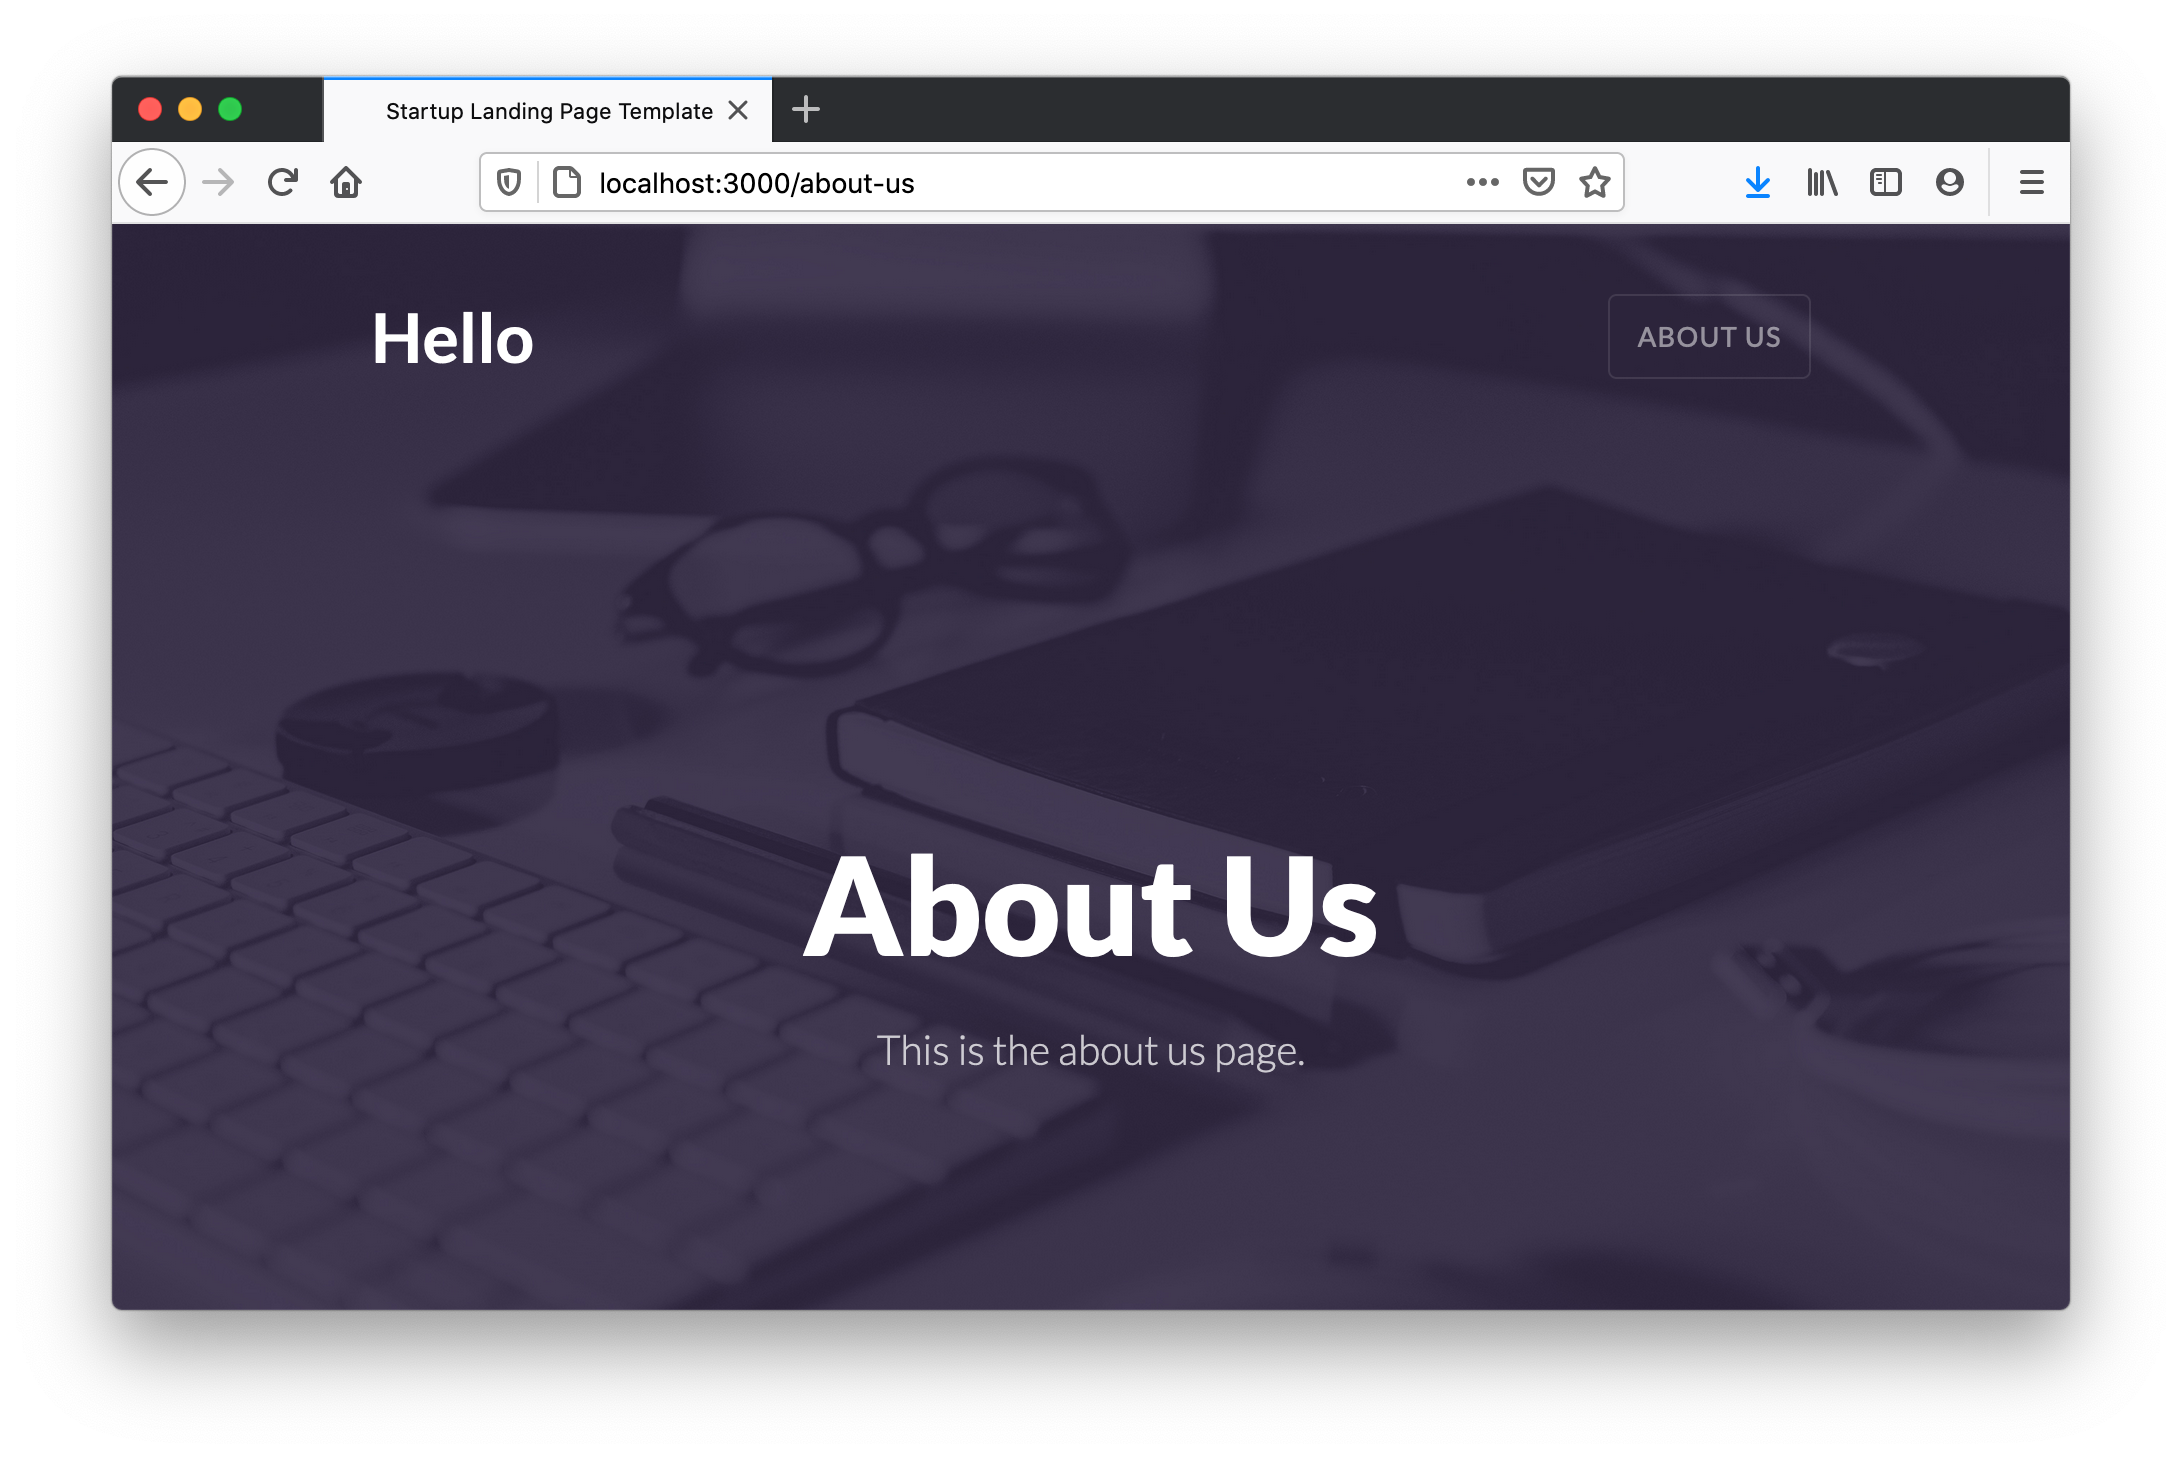 Startup Landing Page Template
localhost:3000/about-us
Hello
ABOUT US
About Us
This is the about us page.